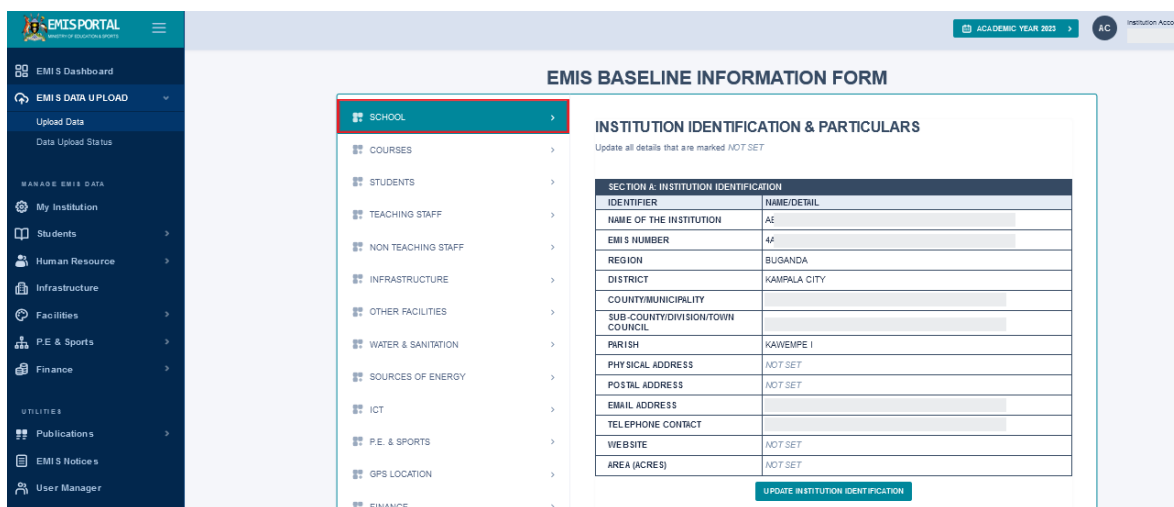 EMIS PORTAL
MINISTRY OF EDUCATION & SPORTS
ACADEMIC YEAR 2023
AC
Institution Acco
EMIS Dashboard
EMIS DATA UPLOAD
Upload Data
Data Upload Status
MANAGE EMIS DATA
My Institution
Students
Human Resource
Infrastructure
Facilities
P.E & Sports
Finance
UTILITIES
Publications
EMIS Notices
User Manager
EMIS BASELINE INFORMATION FORM
SCHOOL
COURSES
STUDENTS
TEACHING STAFF
NON TEACHING STAFF
INFRASTRUCTURE
OTHER FACILITIES
WATER & SANITATION
SOURCES OF ENERGY
ICT
P.E. & SPORTS
GPS LOCATION
FINANCE
INSTITUTION IDENTIFICATION & PARTICULARS
Update all details that are marked NOT SET
SECTION A: INSTITUTION IDENTIFICATION
IDENTIFIER NAME/DETAIL
NAME OF THE INSTITUTION
EMIS NUMBER 4A
REGION BUGANDA
DISTRICT KAMPALA CITY
COUNTY/MUNICIPALITY
SUB-COUNTY/DIVISION/TOWN
COUNCIL
PARISH KAWEMPE I
PHYSICAL ADDRESS NOT SET
POSTAL ADDRESS NOT SET
EMAIL ADDRESS
TELEPHONE CONTACT
WEBSITE NOT SET
AREA (ACRES) NOT SET
UPDATE INSTITUTION IDENTIFICATION